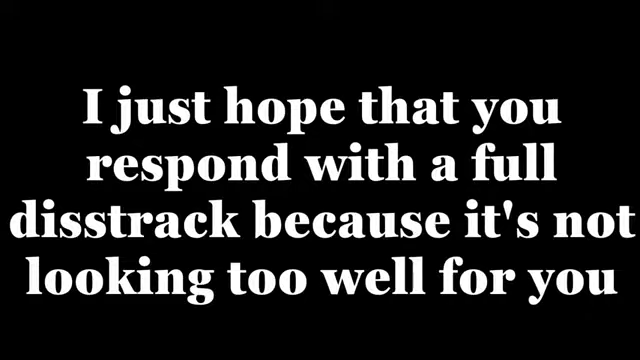 I just hope that you
respond with a full
disstrack because it's not
looking too well for you